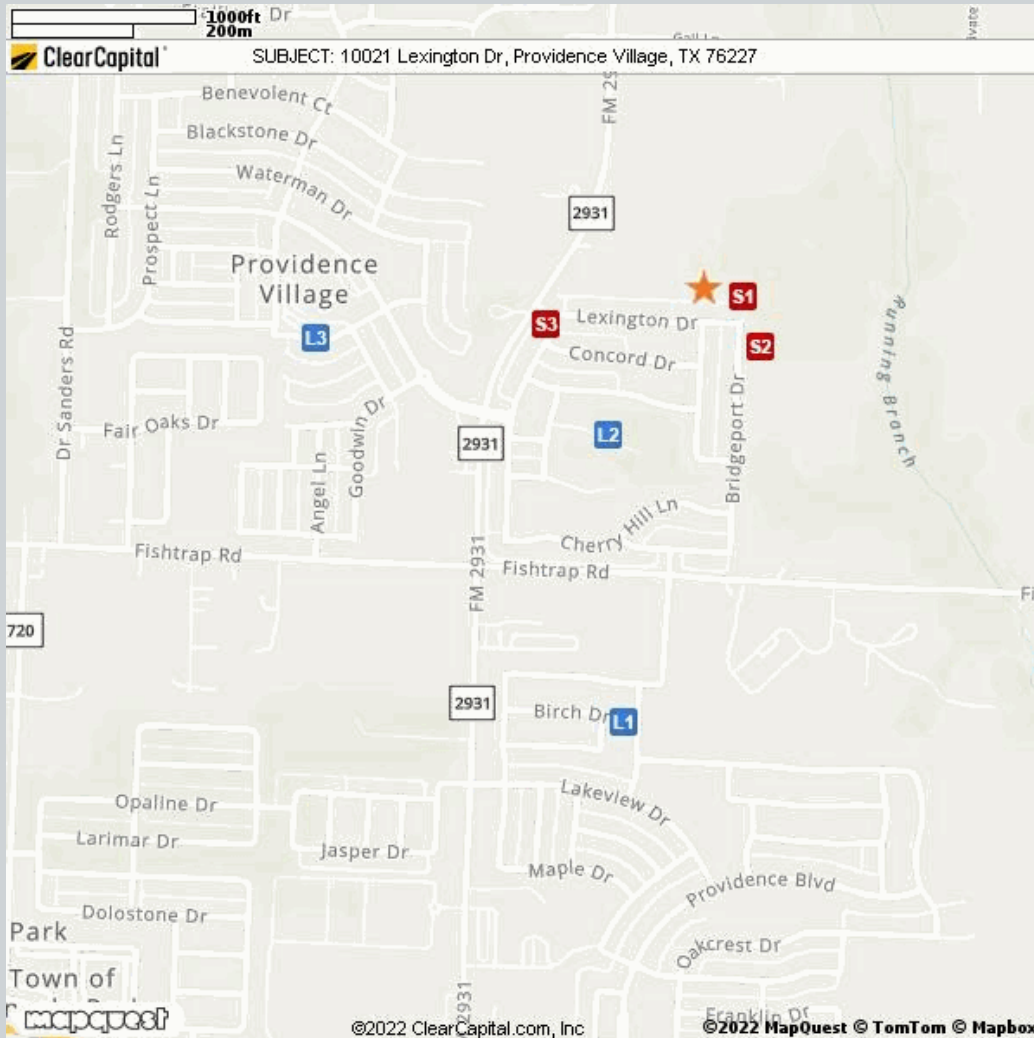 1000ft
200m
ClearCapital
SUBJECT: 10021 Lexington Dr, Providence Village, TX 76227
Benevolent Ct
Blackstone Dr
Waterman Dr
Rodgers Ln
Prospect Ln
FM 29
2931
Providence
Village
L3
S3
S1
S2
Lexington Dr
Concord Dr
Running Branch
Dr Sanders Rd
Fair Oaks Dr
Goodwin Dr
Angel Ln
2931
L2
Bridgeport Dr
Cherry Hill Ln
Fishtrap Rd
Fishtrap Rd
FM 2931
Fi
720
2931
Birch Dr
L1
Opaline Dr
Larimar Dr
Jasper Dr
Lakeview Dr
Maple Dr
Providence Blvd
Dolostone Dr
Park
Oakcrest Dr
Town of
2931
Franklin Dr
mapquest
©2022 ClearCapital.com, Inc
©2022 MapQuest © TomTom © Mapbox